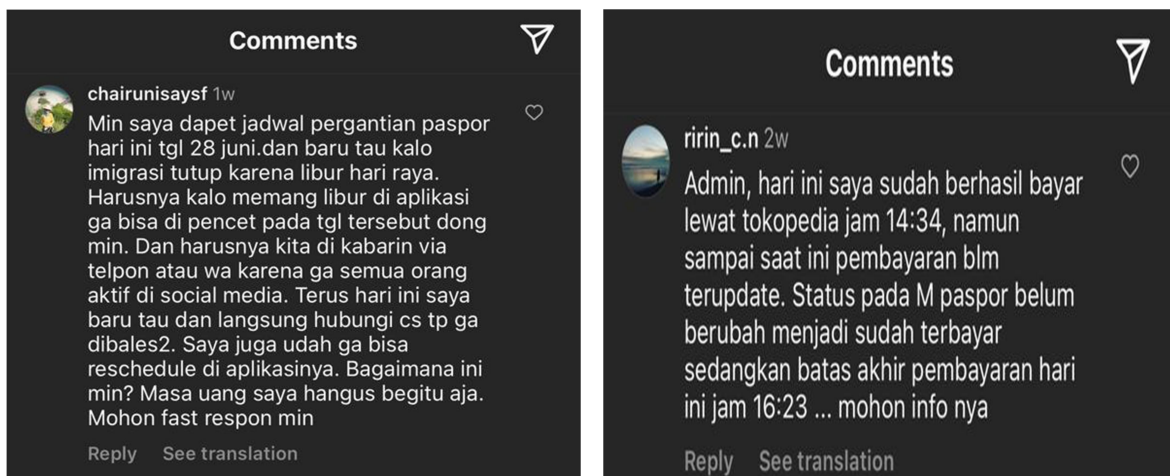 Comments
chairunisaysf 1w
Min saya dapet jadwal pergantian paspor
hari ini tgl 28 juni.dan baru tau kalo
imigrasi tutup karena libur hari raya.
Harusnya kalo memang libur di aplikasi
ga bisa di pencet pada tgl tersebut dong
min. Dan harusnya kita di kabarin via
telpon atau wa karena ga semua orang
aktif di social media. Terus hari ini saya
baru tau dan langsung hubungi cs tp ga
dibales2. Saya juga udah ga bisa
reschedule di aplikasinya. Bagaimana ini
min? Masa uang saya hangus begitu aja.
Mohon fast respon min
Reply See translation
Comments
ririn_c.n 2w
Admin, hari ini saya sudah berhasil bayar
lewat tokopedia jam 14:34, namun
sampai saat ini pembayaran blm
terupdate. Status pada M paspor belum
berubah menjadi sudah terbayar
sedangkan batas akhir pembayaran hari
ini jam 16:23 ... mohon info nya
Reply See translation